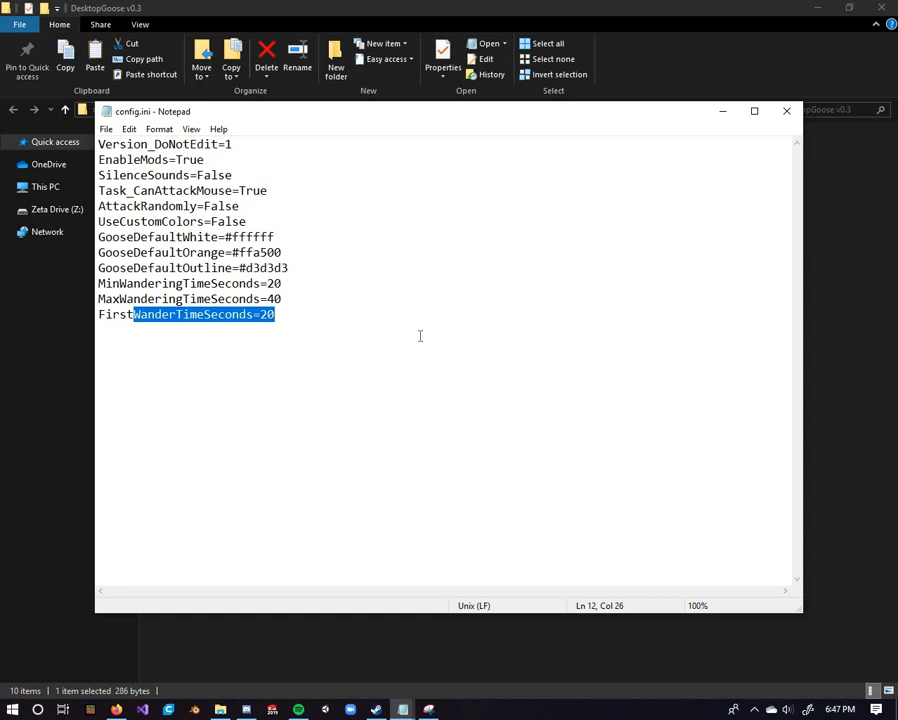 DesktopGoose v0.3
File Home Share View
Pin to Quick access
Copy
Paste
Cut
Copy path
Paste shortcut
Move to
Copy to
Delete
Rename
New folder
New item
Easy access
Properties
Open
Edit
History
Select all
Select none
Invert selection
Clipboard Organize New Open Select
opGoose v0.3
Quick access
OneDrive
This PC
Zeta Drive (Z:)
Network
config.ini - Notepad
File Edit Format View Help
Version_DoNotEdit=1
EnableMods=True
SilenceSounds=False
Task_CanAttackMouse=True
AttackRandomly=False
UseCustomColors=False
GooseDefaultWhite=#ffffff
GooseDefaultOrange=#ffa500
GooseDefaultOutline=#d3d3d3
MinWanderingTimeSeconds=20
MaxWanderingTimeSeconds=40
FirstWanderTimeSeconds=20
Unix (LF) Ln 12, Col 26 100%
10 items 1 item selected 286 bytes
6:47 PM